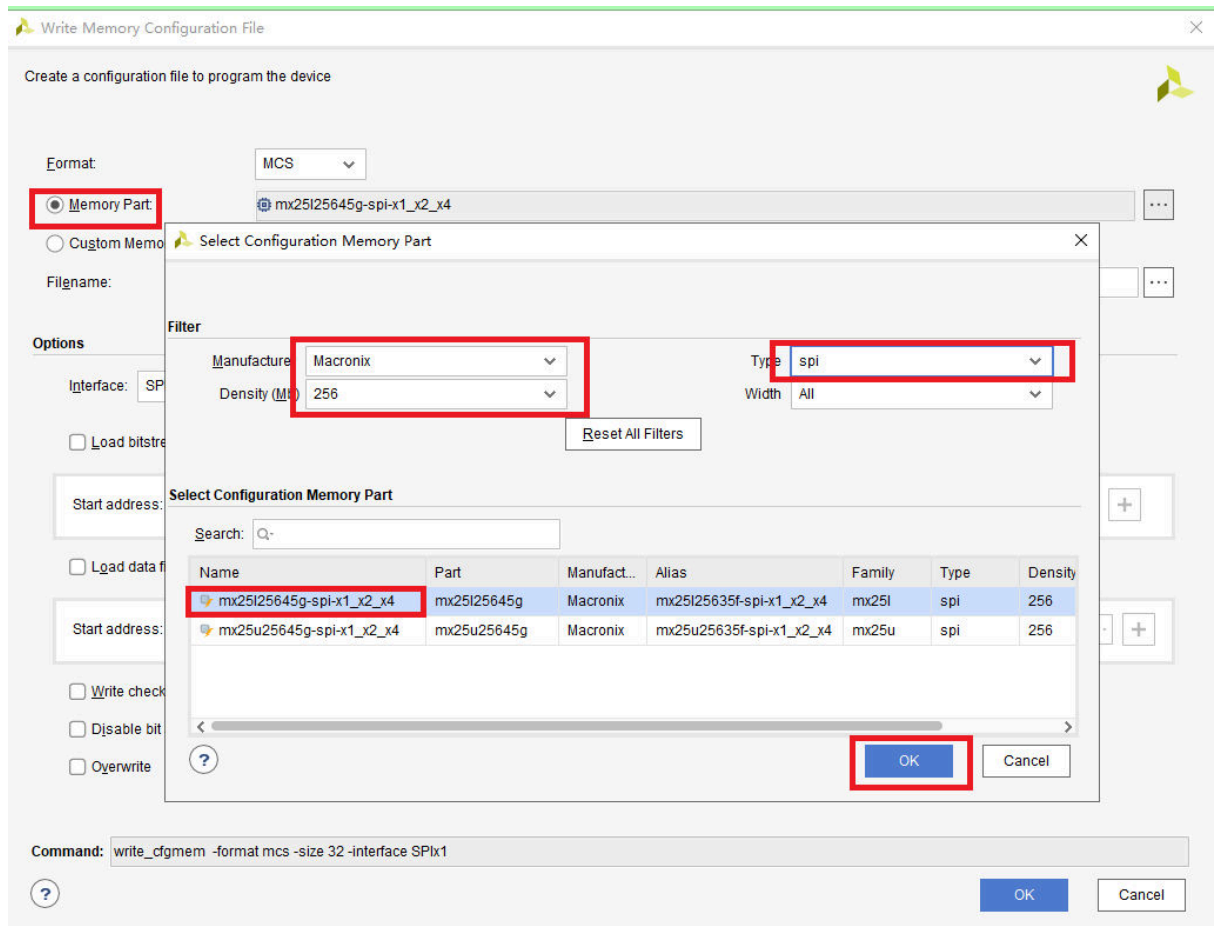 Write Memory Configuration File
Create a configuration file to program the device
Format: MCS
Memory Part: mx25l25645g-spi-x1_x2_x4 ...
Custom Memo
Select Configuration Memory Part
Filename: ...
Filter
Manufacture Macronix Type spi
Density (Mb) 256 Width All
Reset All Filters
Options
Interface: SP
Load bitstre
Start address:
Select Configuration Memory Part
Search: Q-
Load data fi
Name Part Manufact... Alias Family Type Density
mx25l25645g-spi-x1_x2_x4 mx25l25645g Macronix mx25l25635f-spi-x1_x2_x4 mx25l spi 256
mx25u25645g-spi-x1_x2_x4 mx25u25645g Macronix mx25u25635f-spi-x1_x2_x4 mx25u spi 256
Start address:
Write check
Disable bit
Overwrite
? OK Cancel
Command: write_cfgmem -format mcs -size 32 -interface SPIx1
? OK Cancel